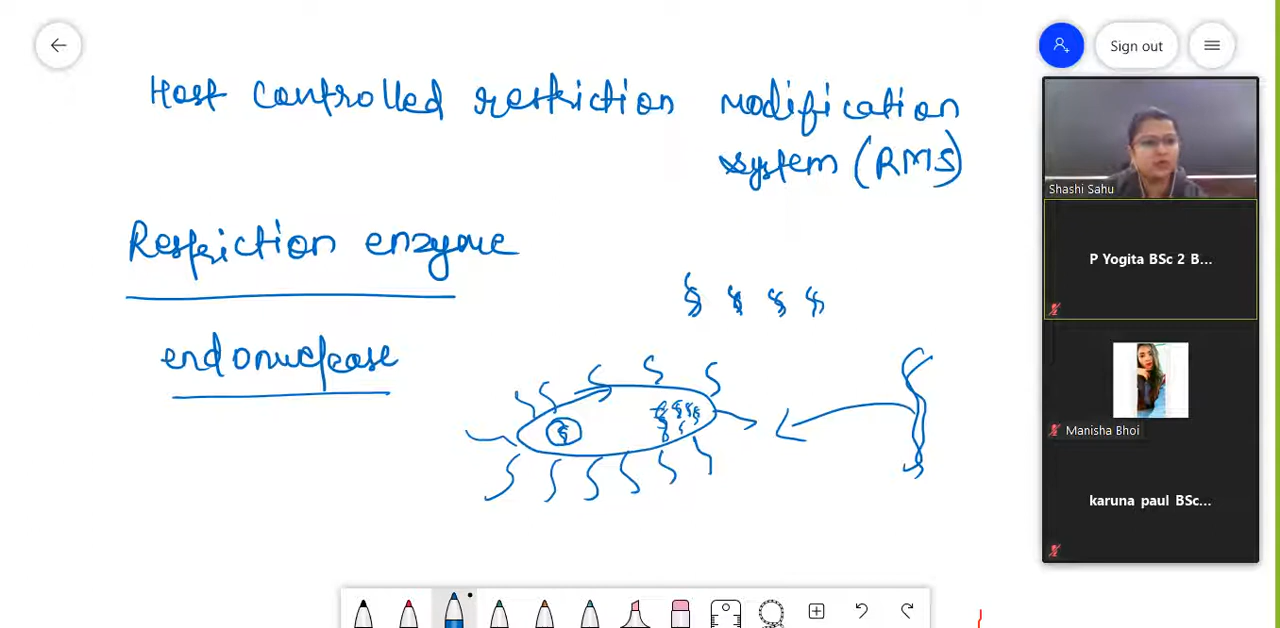 Sign out
Host controlled restriction modification
system (RMS)
Restriction enzyme
endonuclease
Shashi Sahu
P Yogita BSc 2 B...
Manisha Bhoi
karuna paul BSc...